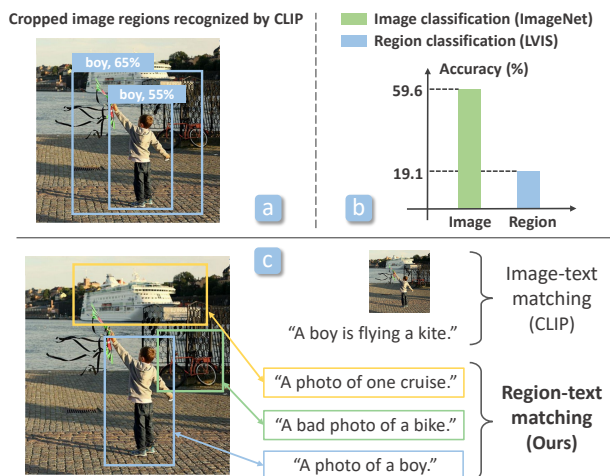 Cropped image regions recognized by CLIP
boy, 65%
boy, 55%
a
Image classification (ImageNet)
Region classification (LVIS)
Accuracy (%)
59.6
19.1
Image
Region
b
c
“A boy is flying a kite.”
Image-text
matching
(CLIP)
“A photo of one cruise.”
“A bad photo of a bike.”
“A photo of a boy.”
Region-text
matching
(Ours)